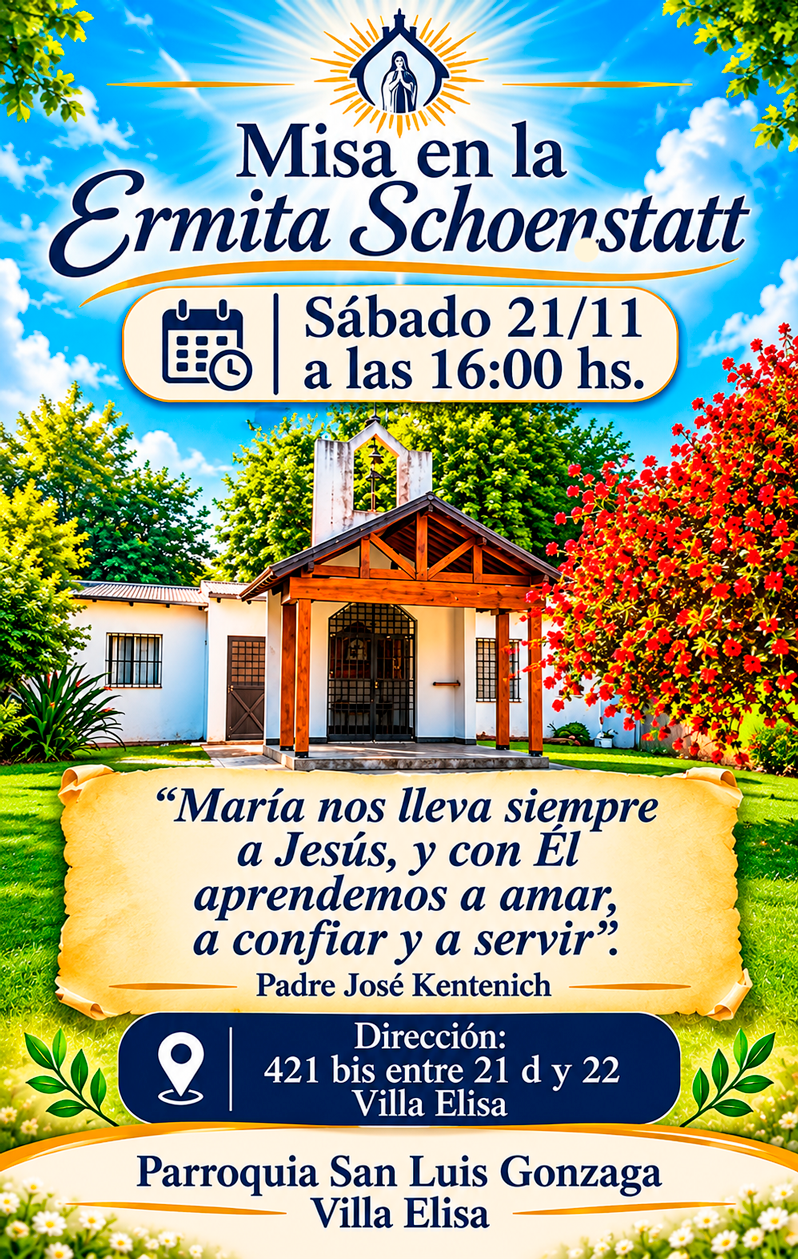 Misa en la
Ermita Schoenstatt
Sábado 21/11
a las 16:00 hs.
“María nos lleva siempre
a Jesús, y con Él
aprendemos a amar,
a confiar y a servir”.
Padre José Kentenich
Dirección:
421 bis entre 21 d y 22
Villa Elisa
Parroquia San Luis Gonzaga
Villa Elisa